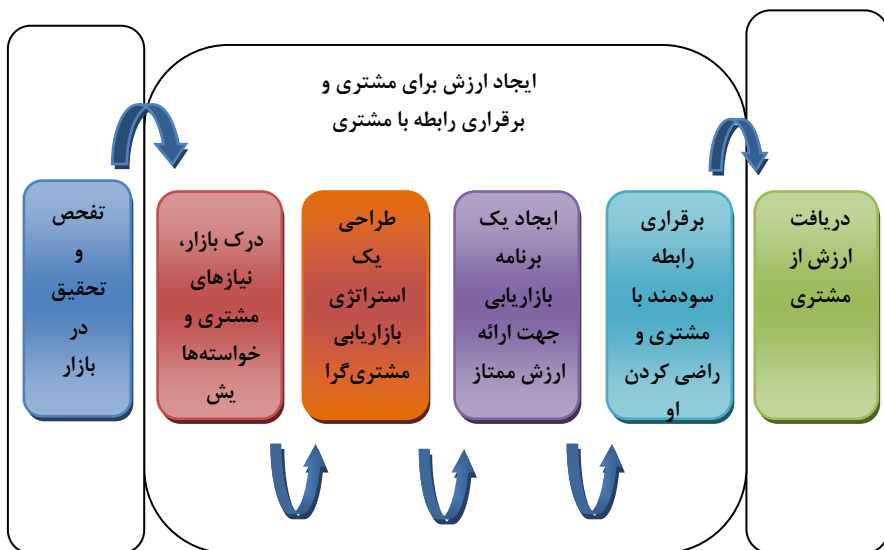 ایجاد ارزش برای مشتری و
برقراری رابطه با مشتری
تفحص
و
تحقیق
در
بازار
درک بازار،
نیازهای
مشتری و
خواسته‌ها
یش
طراحی
یک
استراتژی
بازاریابی
مشتری‌گرا
ایجاد یک
برنامه
بازاریابی
جهت ارائه
ارزش ممتاز
برقراری
رابطه
سودمند با
مشتری و
راضی کردن
او
دریافت
ارزش از
مشتری